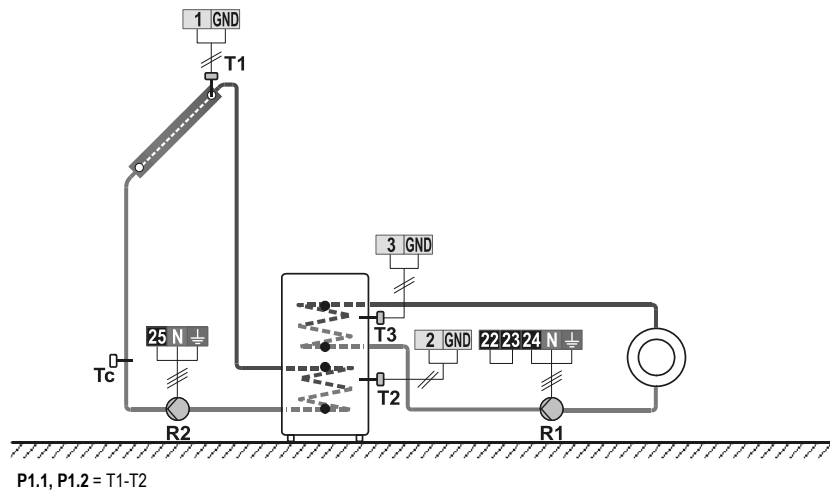 1 GND
T1
3 GND
T3
25 N
2 GND
22 23 24 N
Tc
T2
R2
R1
P1.1, P1.2 = T1-T2